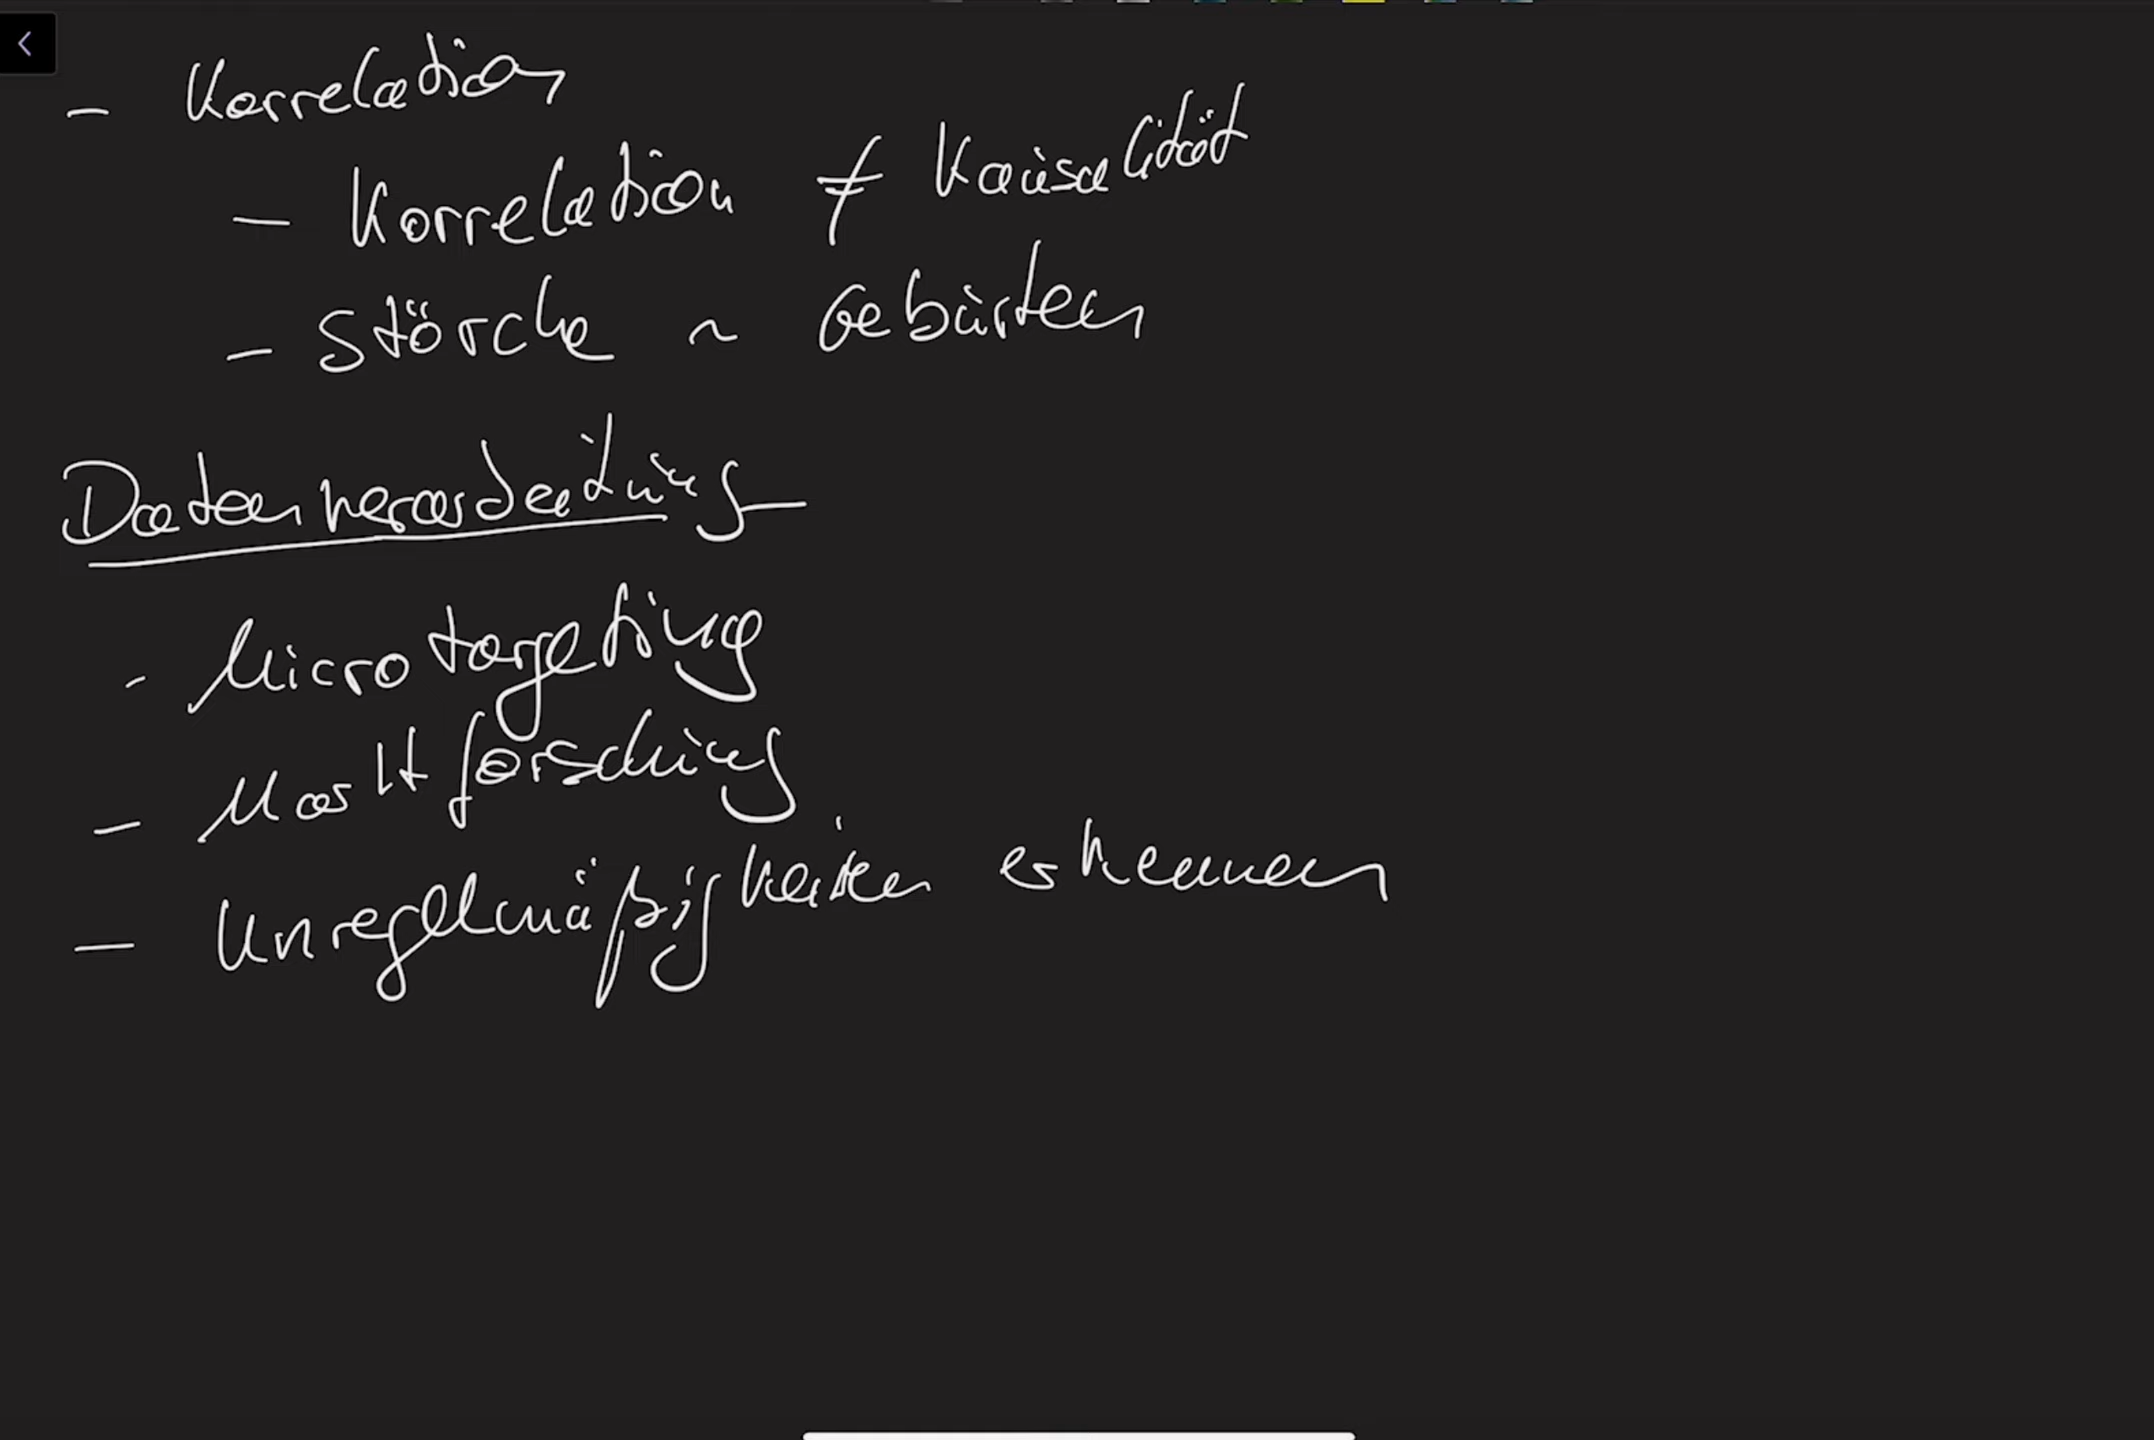 - Korrelation
- Korrelation ≠ Kausalität
- Störche ~ Geburten
Datenverarbeitung
- Microtargeting
- Marktforschung
- Unregelmäßigkeiten erkennen